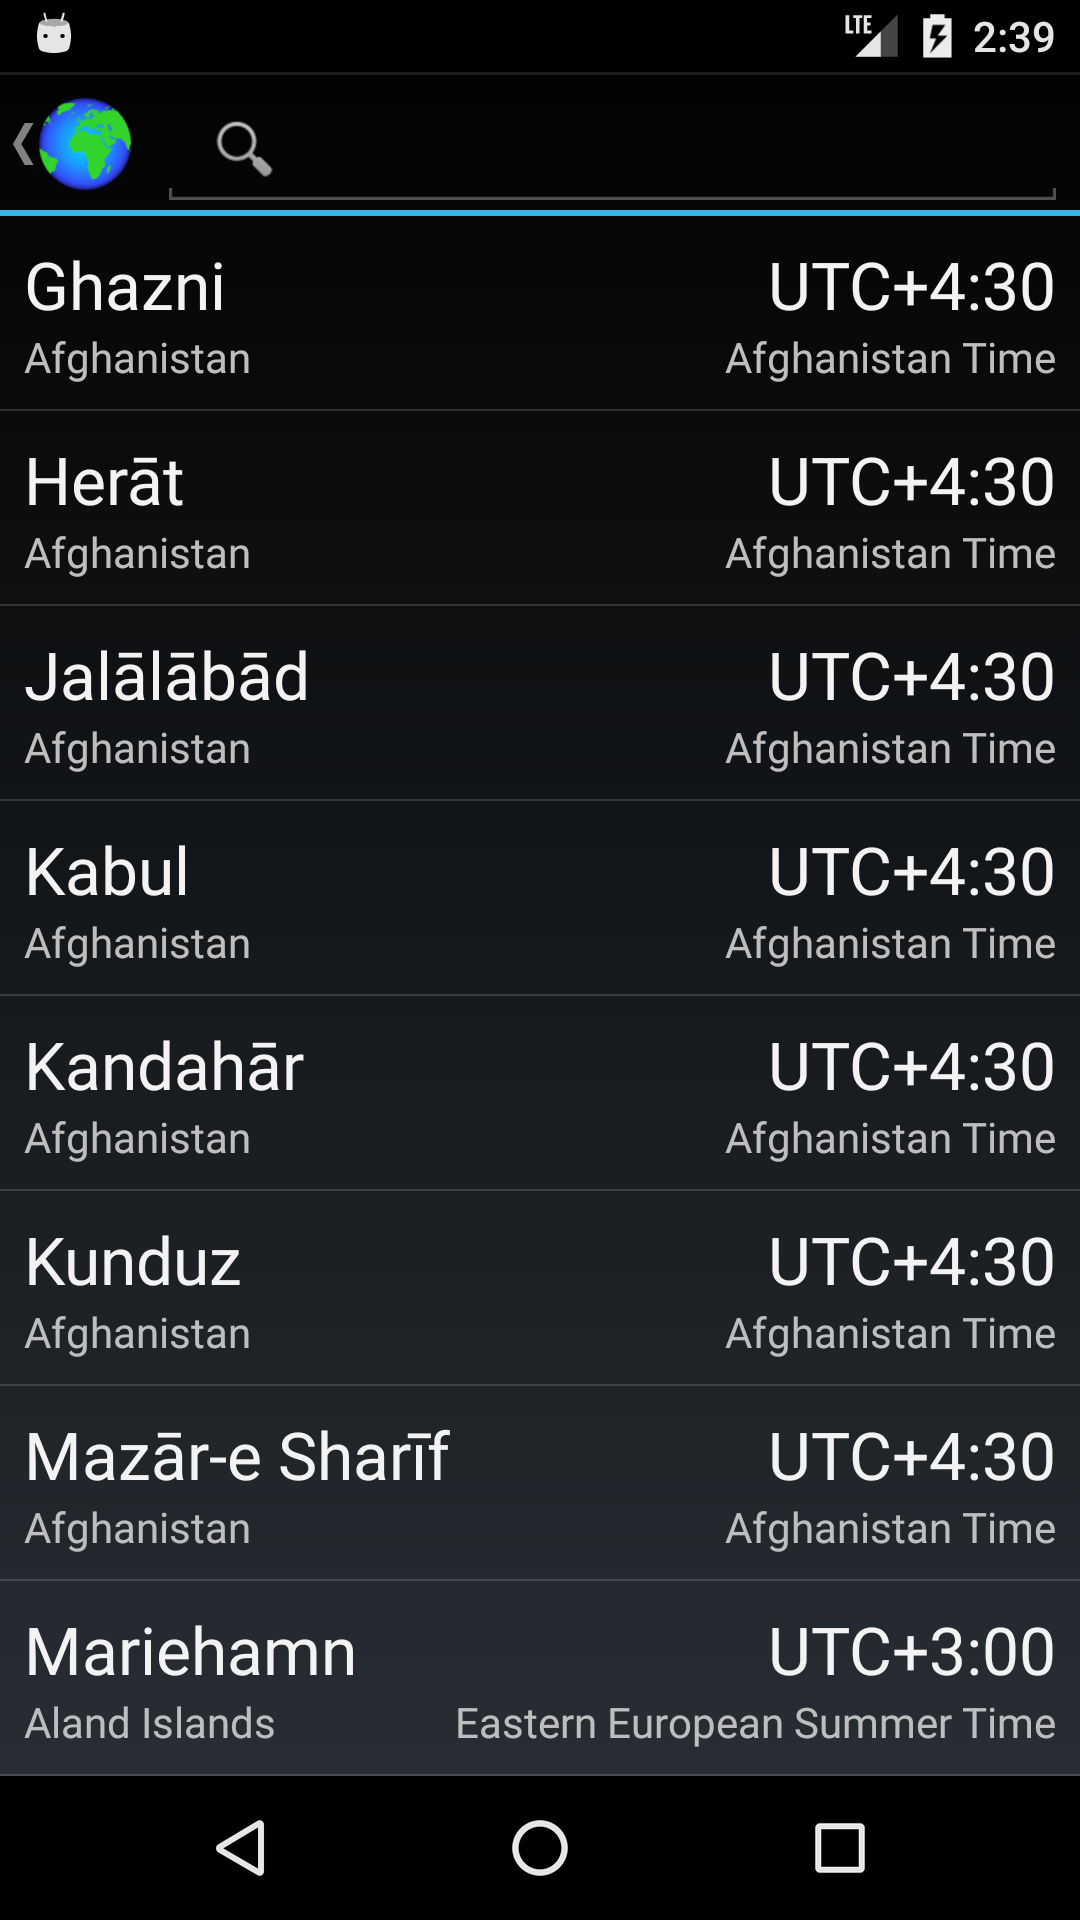 LTE 2:39
Ghazni UTC+4:30
Afghanistan Afghanistan Time
Herāt UTC+4:30
Afghanistan Afghanistan Time
Jalālābād UTC+4:30
Afghanistan Afghanistan Time
Kabul UTC+4:30
Afghanistan Afghanistan Time
Kandahār UTC+4:30
Afghanistan Afghanistan Time
Kunduz UTC+4:30
Afghanistan Afghanistan Time
Mazār-e Sharīf UTC+4:30
Afghanistan Afghanistan Time
Mariehamn UTC+3:00
Aland Islands Eastern European Summer Time